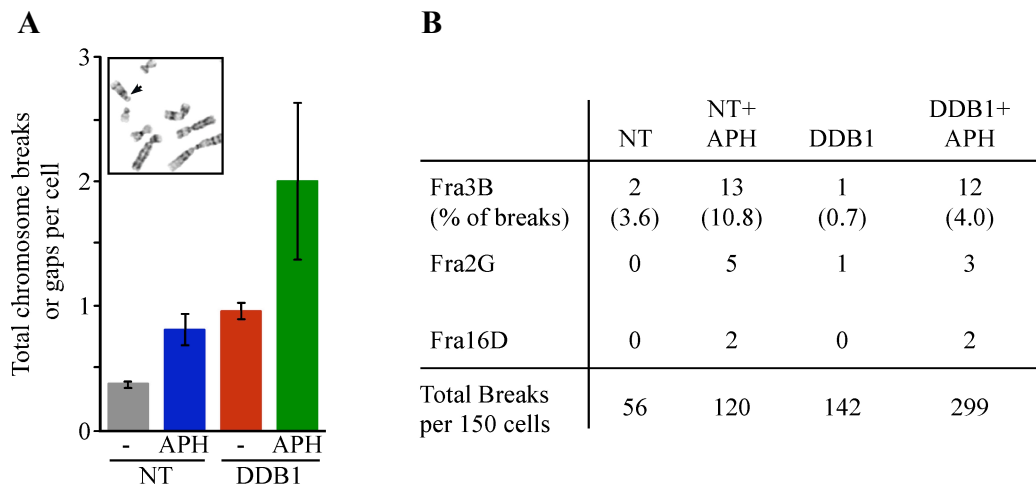 A
Total chromosome breaks
or gaps per cell
3
2
1
0
-
APH
-
APH
NT
DDB1
B
NT
NT+
APH
DDB1
DDB1+
APH
Fra3B
2
13
1
12
(% of breaks)
(3.6)
(10.8)
(0.7)
(4.0)
Fra2G
0
5
1
3
Fra16D
0
2
0
2
Total Breaks
per 150 cells
56
120
142
299